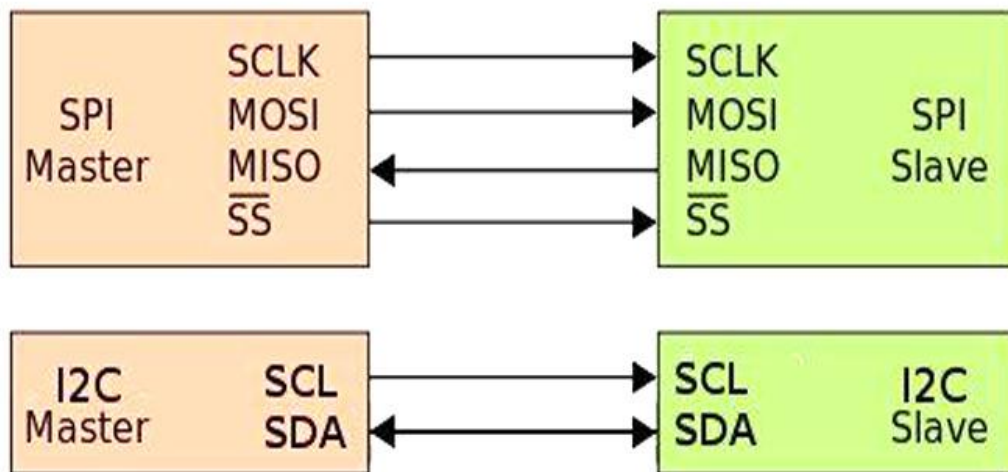 SCLK
SPI MOSI
Master MISO
SS
SCLK
MOSI SPI
MISO Slave
SS
I2C SCL
Master SDA
SCL I2C
SDA Slave